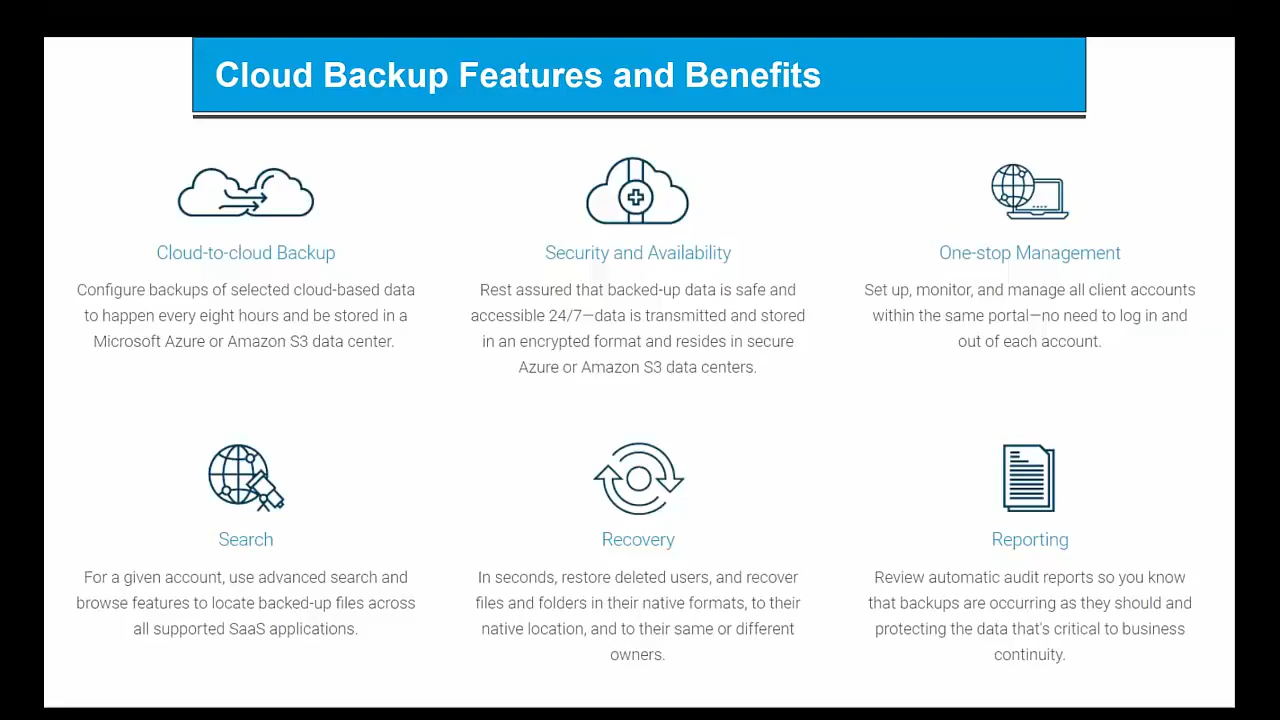 Cloud Backup Features and Benefits
Cloud-to-cloud Backup
Configure backups of selected cloud-based data
to happen every eight hours and be stored in a
Microsoft Azure or Amazon S3 data center.
Security and Availability
Rest assured that backed-up data is safe and
accessible 24/7—data is transmitted and stored
in an encrypted format and resides in secure
Azure or Amazon S3 data centers.
One-stop Management
Set up, monitor, and manage all client accounts
within the same portal—no need to log in and
out of each account.
Search
For a given account, use advanced search and
browse features to locate backed-up files across
all supported SaaS applications.
Recovery
In seconds, restore deleted users, and recover
files and folders in their native formats, to their
native location, and to their same or different
owners.
Reporting
Review automatic audit reports so you know
that backups are occurring as they should and
protecting the data that's critical to business
continuity.